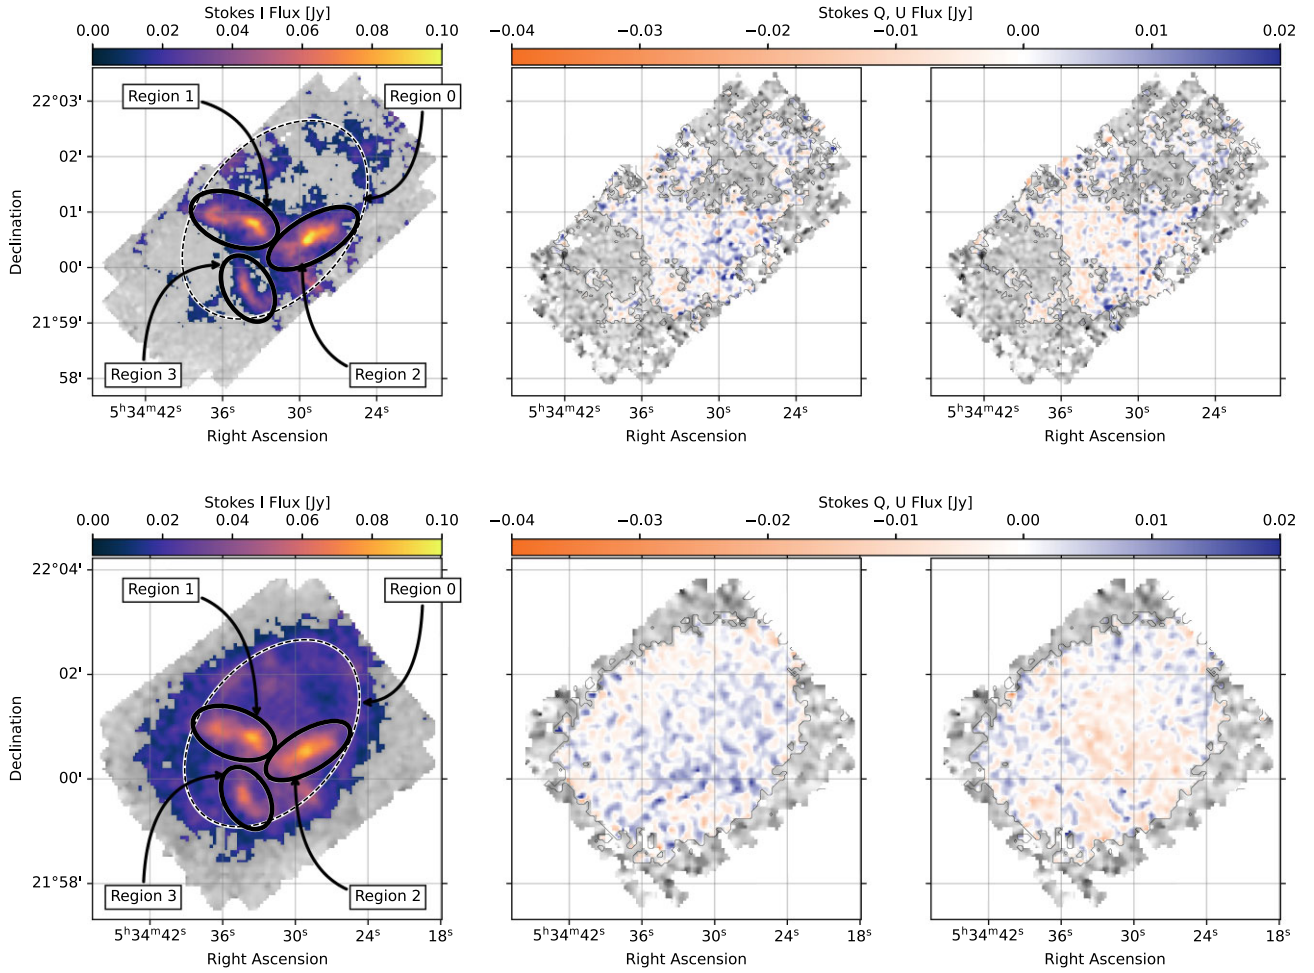 Stokes I Flux [Jy]
0.00 0.02 0.04 0.06 0.08 0.10
Stokes Q, U Flux [Jy]
−0.04 −0.03 −0.02 −0.01 0.00 0.01 0.02
Region 1
Region 0
Region 3
Region 2
Declination
22°03'
02'
01'
00'
21°59'
58'
5ʰ34ᵐ42ˢ 36ˢ 30ˢ 24ˢ
Right Ascension
5ʰ34ᵐ42ˢ 36ˢ 30ˢ 24ˢ
Right Ascension
5ʰ34ᵐ42ˢ 36ˢ 30ˢ 24ˢ
Right Ascension
Stokes I Flux [Jy]
0.00 0.02 0.04 0.06 0.08 0.10
Stokes Q, U Flux [Jy]
−0.04 −0.03 −0.02 −0.01 0.00 0.01 0.02
Region 1
Region 0
Region 3
Region 2
Declination
22°04'
02'
00'
21°58'
5ʰ34ᵐ42ˢ 36ˢ 30ˢ 24ˢ 18ˢ
Right Ascension
5ʰ34ᵐ42ˢ 36ˢ 30ˢ 24ˢ 18ˢ
Right Ascension
5ʰ34ᵐ42ˢ 36ˢ 30ˢ 24ˢ 18ˢ
Right Ascension